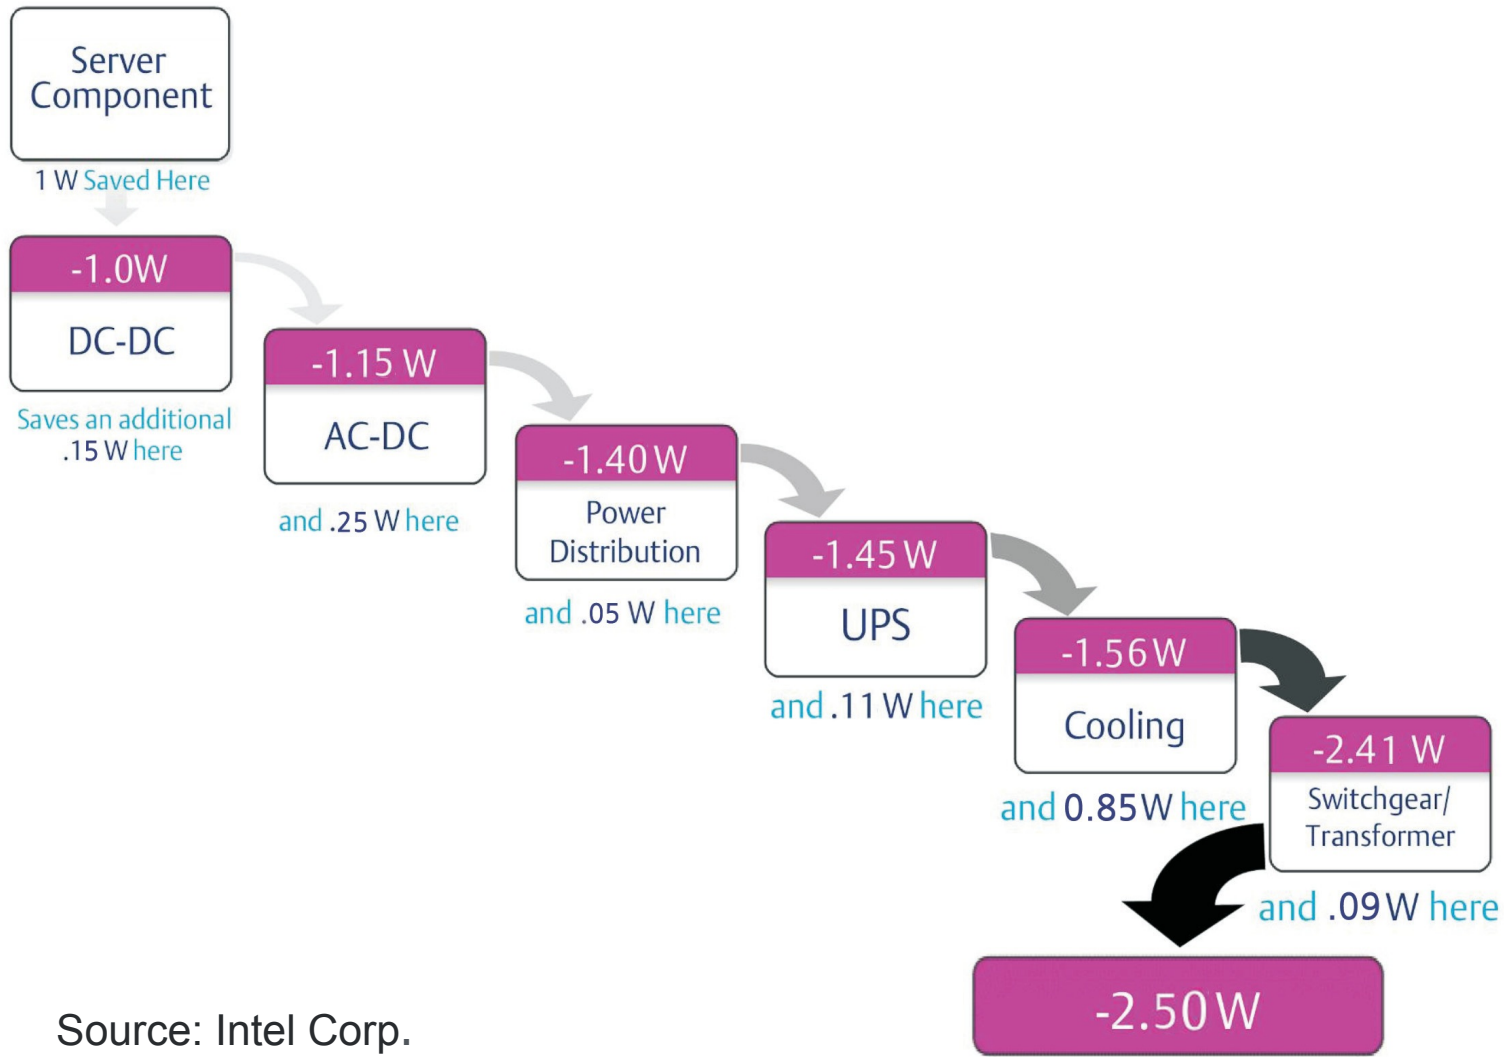 Server
Component
1 W Saved Here
-1.0W
DC-DC
Saves an additional
.15 W here
-1.15 W
AC-DC
and .25 W here
-1.40 W
Power
Distribution
and .05 W here
-1.45 W
UPS
and .11 W here
-1.56 W
Cooling
and 0.85W here
-2.41 W
Switchgear/
Transformer
and .09 W here
-2.50 W
Source: Intel Corp.